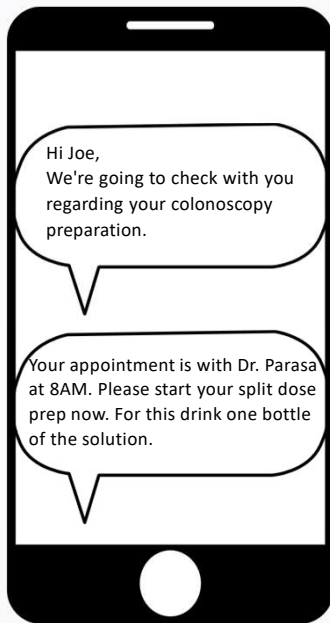 Hi Joe,
We're going to check with you
regarding your colonoscopy
preparation.
Your appointment is with Dr. Parasa
at 8AM. Please start your split dose
prep now. For this drink one bottle
of the solution.